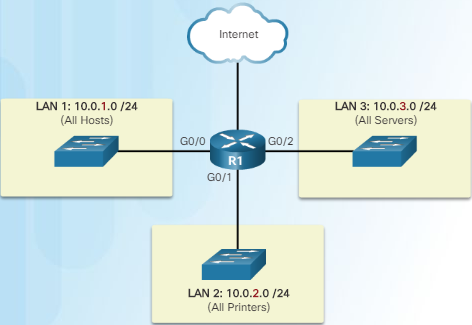 Internet
LAN 1: 10.0.1.0 /24
(All Hosts)
LAN 3: 10.0.3.0 /24
(All Servers)
G0/0
G0/2
R1
G0/1
LAN 2: 10.0.2.0 /24
(All Printers)